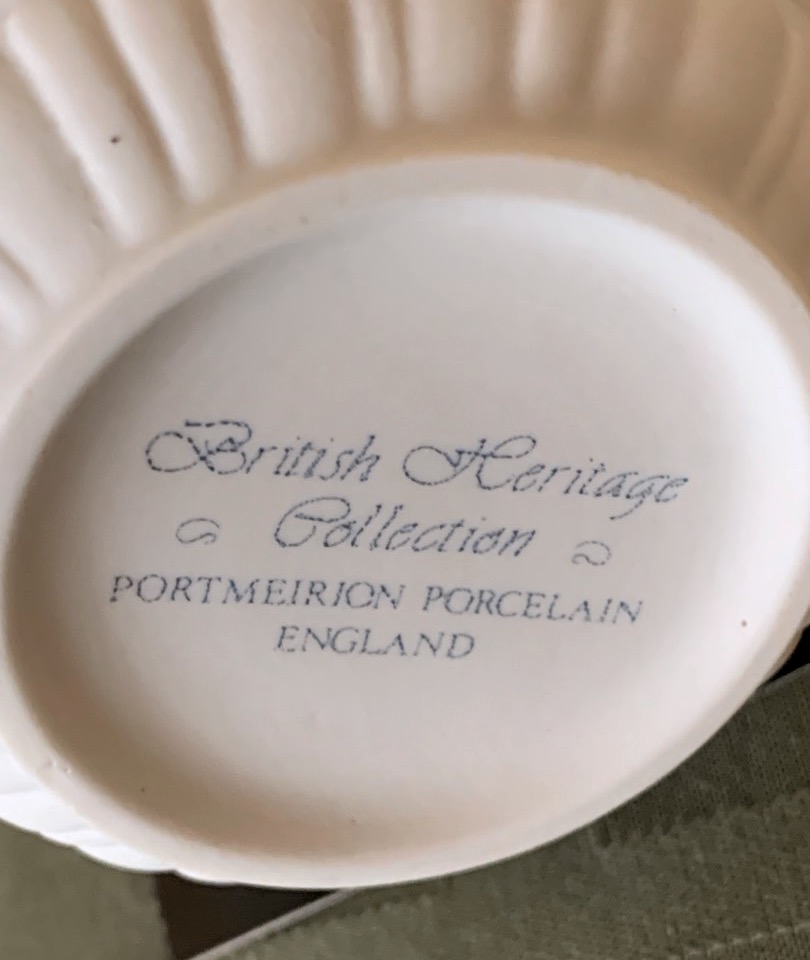 British Heritage
Collection
PORTMEIRION PORCELAIN
ENGLAND